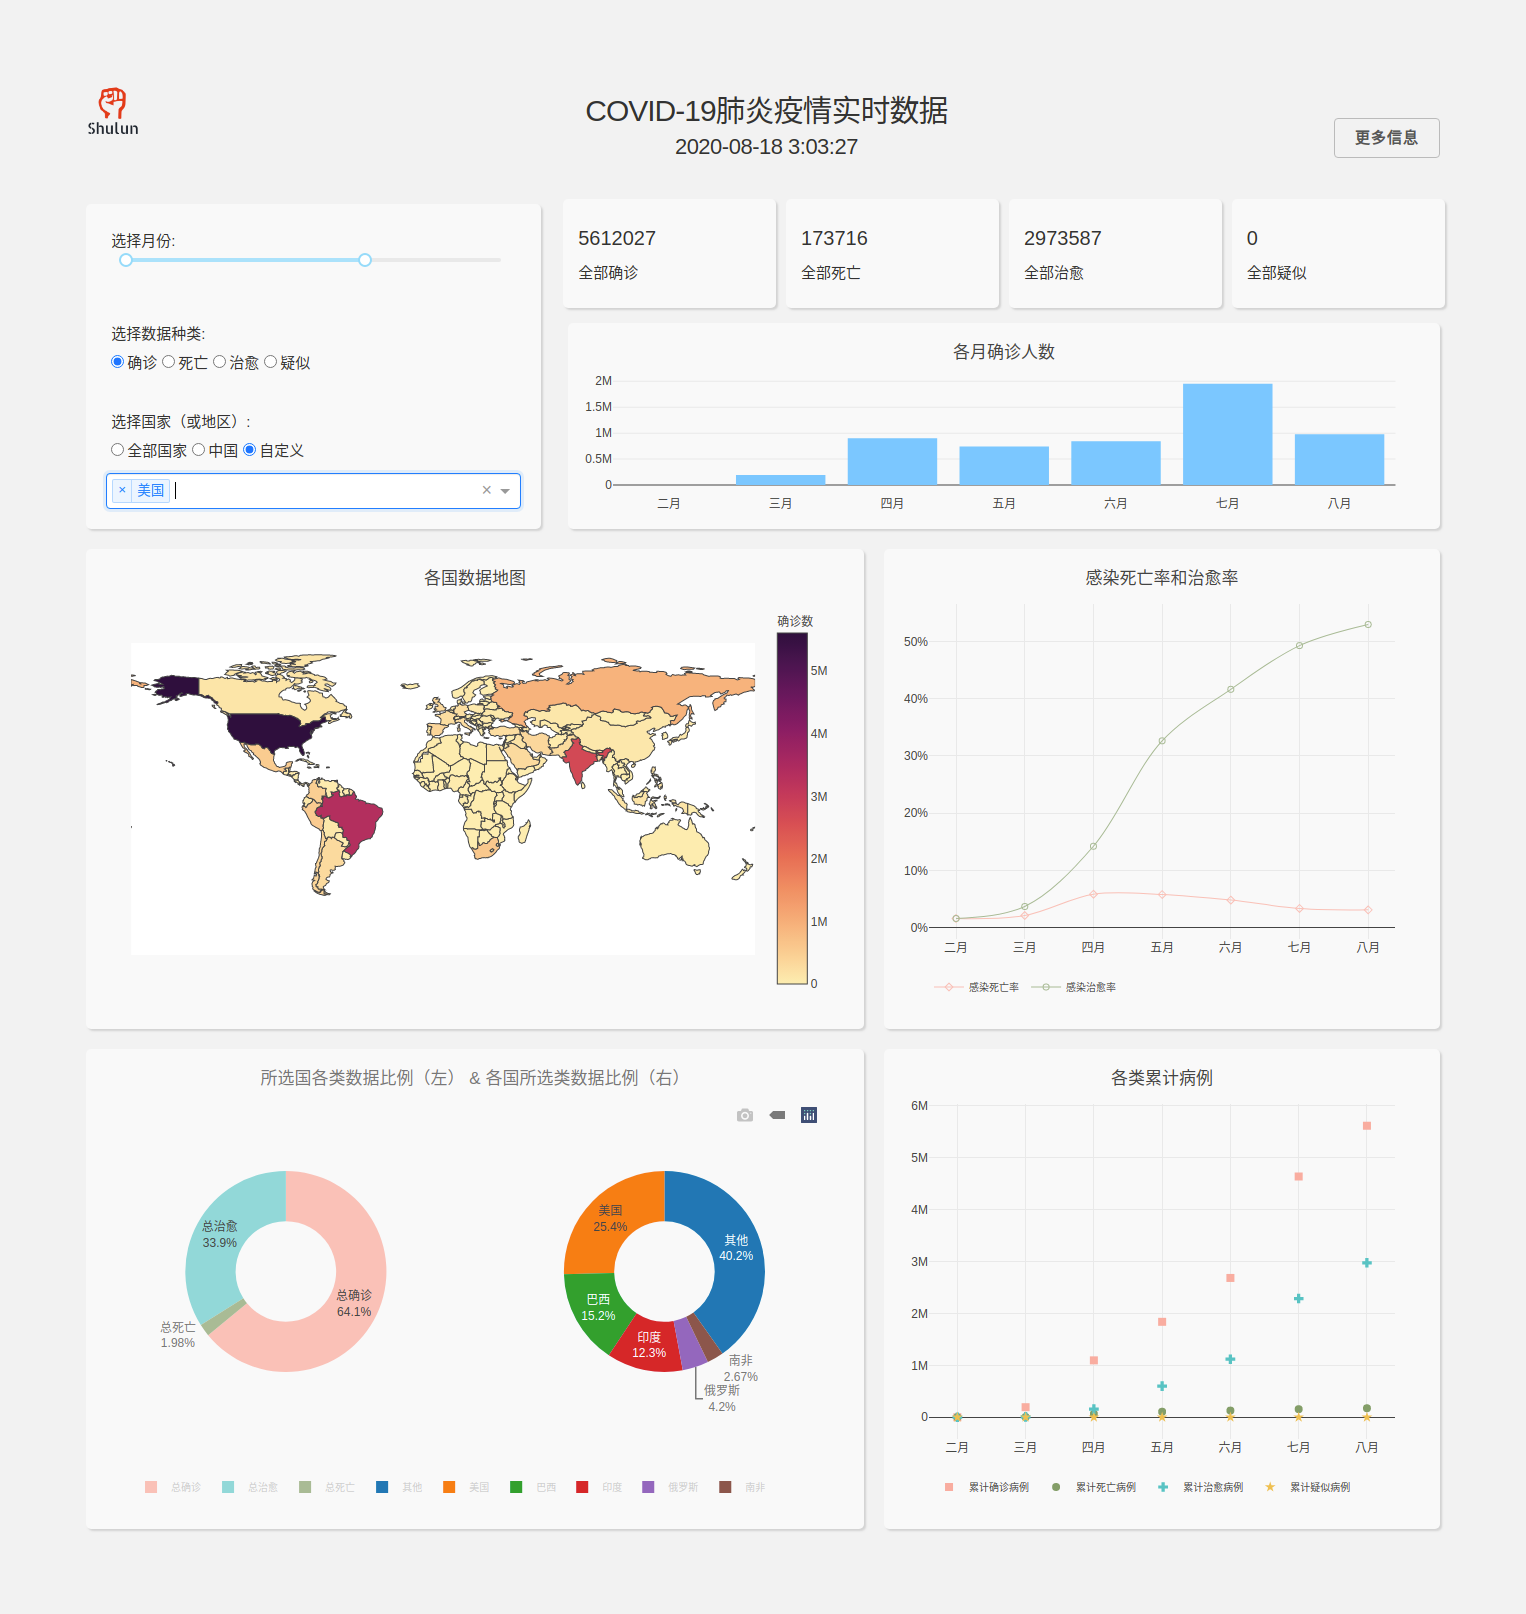 Shulun
COVID-19肺炎疫情实时数据
2020-08-18 3:03:27
更多信息
选择月份:
选择数据种类:
确诊 死亡 治愈 疑似
选择国家（或地区）:
全部国家 中国 自定义
× 美国 ×
5612027
全部确诊
173716
全部死亡
2973587
全部治愈
0
全部疑似
各月确诊人数
2M
1.5M
1M
0.5M
0
二月 三月 四月 五月 六月 七月 八月
各国数据地图
确诊数
5M
4M
3M
2M
1M
0
感染死亡率和治愈率
50%
40%
30%
20%
10%
0%
二月 三月 四月 五月 六月 七月 八月
感染死亡率 感染治愈率
所选国各类数据比例（左） & 各国所选类数据比例（右）
总治愈
33.9%
总确诊
64.1%
总死亡
1.98%
美国
25.4%
其他
40.2%
巴西
15.2%
印度
12.3%
南非
2.67%
俄罗斯
4.2%
总确诊 总治愈 总死亡 其他 美国 巴西 印度 俄罗斯 南非
各类累计病例
6M
5M
4M
3M
2M
1M
0
二月 三月 四月 五月 六月 七月 八月
累计确诊病例 累计死亡病例 累计治愈病例 累计疑似病例